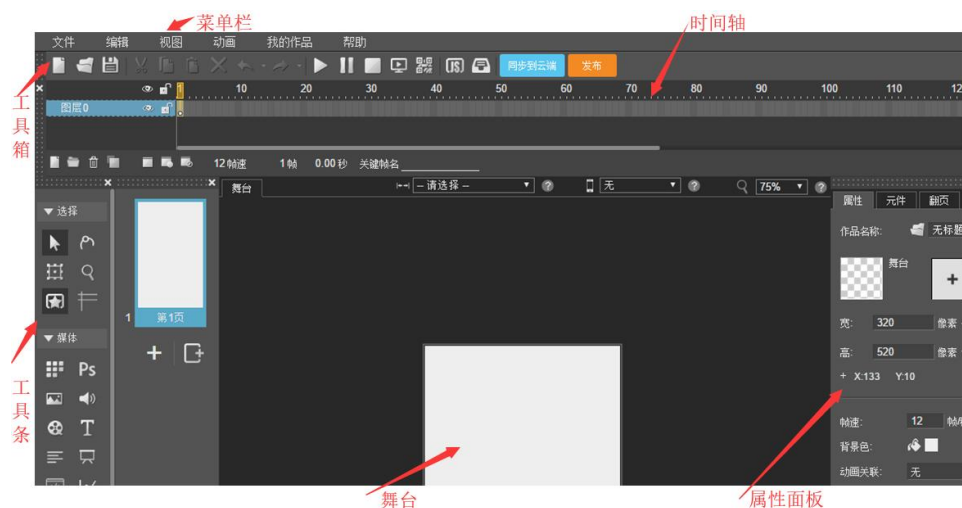 菜单栏
时间轴
文件 编辑 视图 动画 我的作品 帮助
JS 同步到云端 发布
工具箱
1 10 20 30 40 50 60 70 80 90 100 110 12
图层0
12 帧速 1 帧 0.00 秒 关键帧名
舞台 -- 请选择 -- 无 75%
属性 元件 翻页
选择
作品名称: 无标题
舞台
1 第1页
宽: 320 像素
高: 520 像素
X:133 Y:10
媒体
Ps
T
工具条
帧速: 12 帧/
背景色:
动画关联: 无
舞台
属性面板